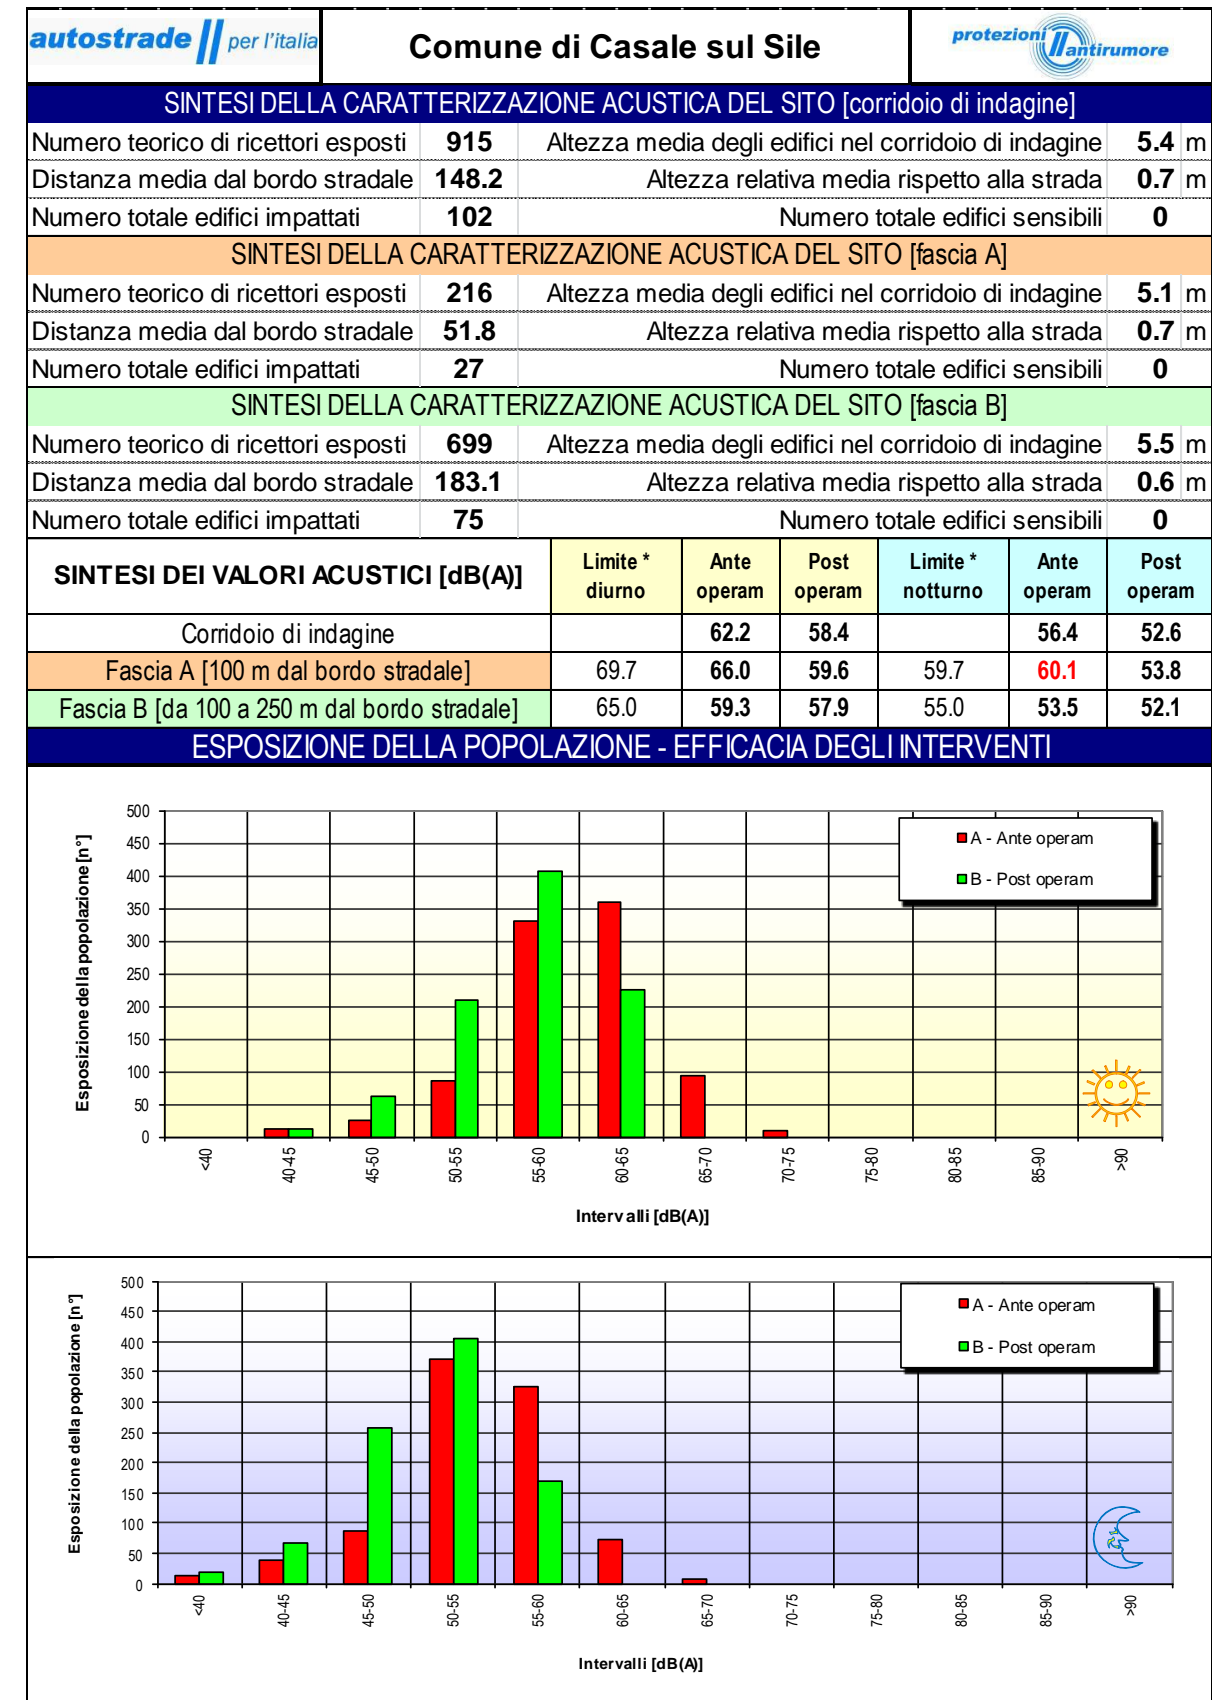 autostrade per l'italia
Comune di Casale sul Sile
protezioni antirumore
SINTESI DELLA CARATTERIZZAZIONE ACUSTICA DEL SITO [corridoio di indagine]
Numero teorico di ricettori esposti 915 Altezza media degli edifici nel corridoio di indagine 5.4 m
Distanza media dal bordo stradale 148.2 Altezza relativa media rispetto alla strada 0.7 m
Numero totale edifici impattati 102 Numero totale edifici sensibili 0
SINTESI DELLA CARATTERIZZAZIONE ACUSTICA DEL SITO [fascia A]
Numero teorico di ricettori esposti 216 Altezza media degli edifici nel corridoio di indagine 5.1 m
Distanza media dal bordo stradale 51.8 Altezza relativa media rispetto alla strada 0.7 m
Numero totale edifici impattati 27 Numero totale edifici sensibili 0
SINTESI DELLA CARATTERIZZAZIONE ACUSTICA DEL SITO [fascia B]
Numero teorico di ricettori esposti 699 Altezza media degli edifici nel corridoio di indagine 5.5 m
Distanza media dal bordo stradale 183.1 Altezza relativa media rispetto alla strada 0.6 m
Numero totale edifici impattati 75 Numero totale edifici sensibili 0
SINTESI DEI VALORI ACUSTICI [dB(A)]
Limite * diurno
Ante operam
Post operam
Limite * notturno
Ante operam
Post operam
Corridoio di indagine 62.2 58.4 56.4 52.6
Fascia A [100 m dal bordo stradale] 69.7 66.0 59.6 59.7 60.1 53.8
Fascia B [da 100 a 250 m dal bordo stradale] 65.0 59.3 57.9 55.0 53.5 52.1
ESPOSIZIONE DELLA POPOLAZIONE - EFFICACIA DEGLI INTERVENTI
Esposizione della popolazione [n°]
500
450
400
350
300
250
200
150
100
50
0
A - Ante operam
B - Post operam
<40 40-45 45-50 50-55 55-60 60-65 65-70 70-75 75-80 80-85 85-90 >90
Intervalli [dB(A)]
Esposizione della popolazione [n°]
500
450
400
350
300
250
200
150
100
50
0
A - Ante operam
B - Post operam
<40 40-45 45-50 50-55 55-60 60-65 65-70 70-75 75-80 80-85 85-90 >90
Intervalli [dB(A)]